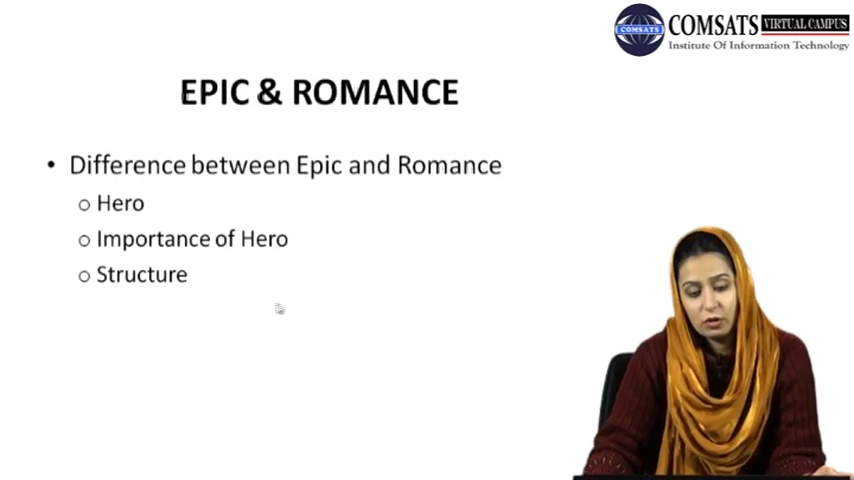 COMSATS VIRTUAL CAMPUS
COMSATS
Institute Of Information Technology
EPIC & ROMANCE
• Difference between Epic and Romance
o Hero
o Importance of Hero
o Structure